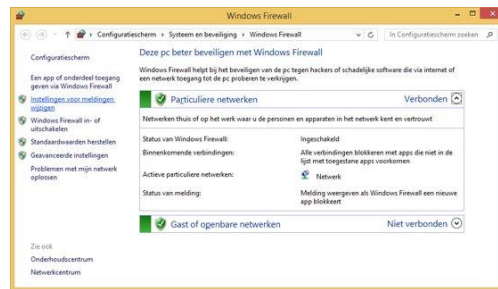 Windows Firewall
Configuratiescherm
Systeem en beveiliging
Windows Firewall
In Configuratiescherm zoeken
Configuratiescherm
Een app of onderdeel toegang
geven via Windows Firewall
Instellingen voor meldingen
wijzigen
Windows Firewall in- of
uitschakelen
Standaardwaarden herstellen
Geavanceerde instellingen
Problemen met mijn netwerk
oplossen
Deze pc beter beveiligen met Windows
Firewall
Windows Firewall helpt bij het beveiligen van de pc tegen hackers of schadelijke software die via internet of
een netwerk toegang tot de pc proberen te verkrijgen.
Particuliere netwerken
Verbonden
Netwerken thuis of op het werk waar u de personen en apparaten in het netwerk kent en vertrouwt
Status van Windows Firewall:
Ingeschakeld
Binnenkomende verbindingen:
Alle verbindingen blokkeren met apps die niet in de
lijst met toegestane apps voorkomen
Actieve particuliere netwerken:
Netwerk
Status van melding:
Melding weergeven als Windows Firewall een nieuwe
app blokkeert
Gast of openbare netwerken
Niet verbonden
Zie ook
Onderhoudscentrum
Netwerkcentrum